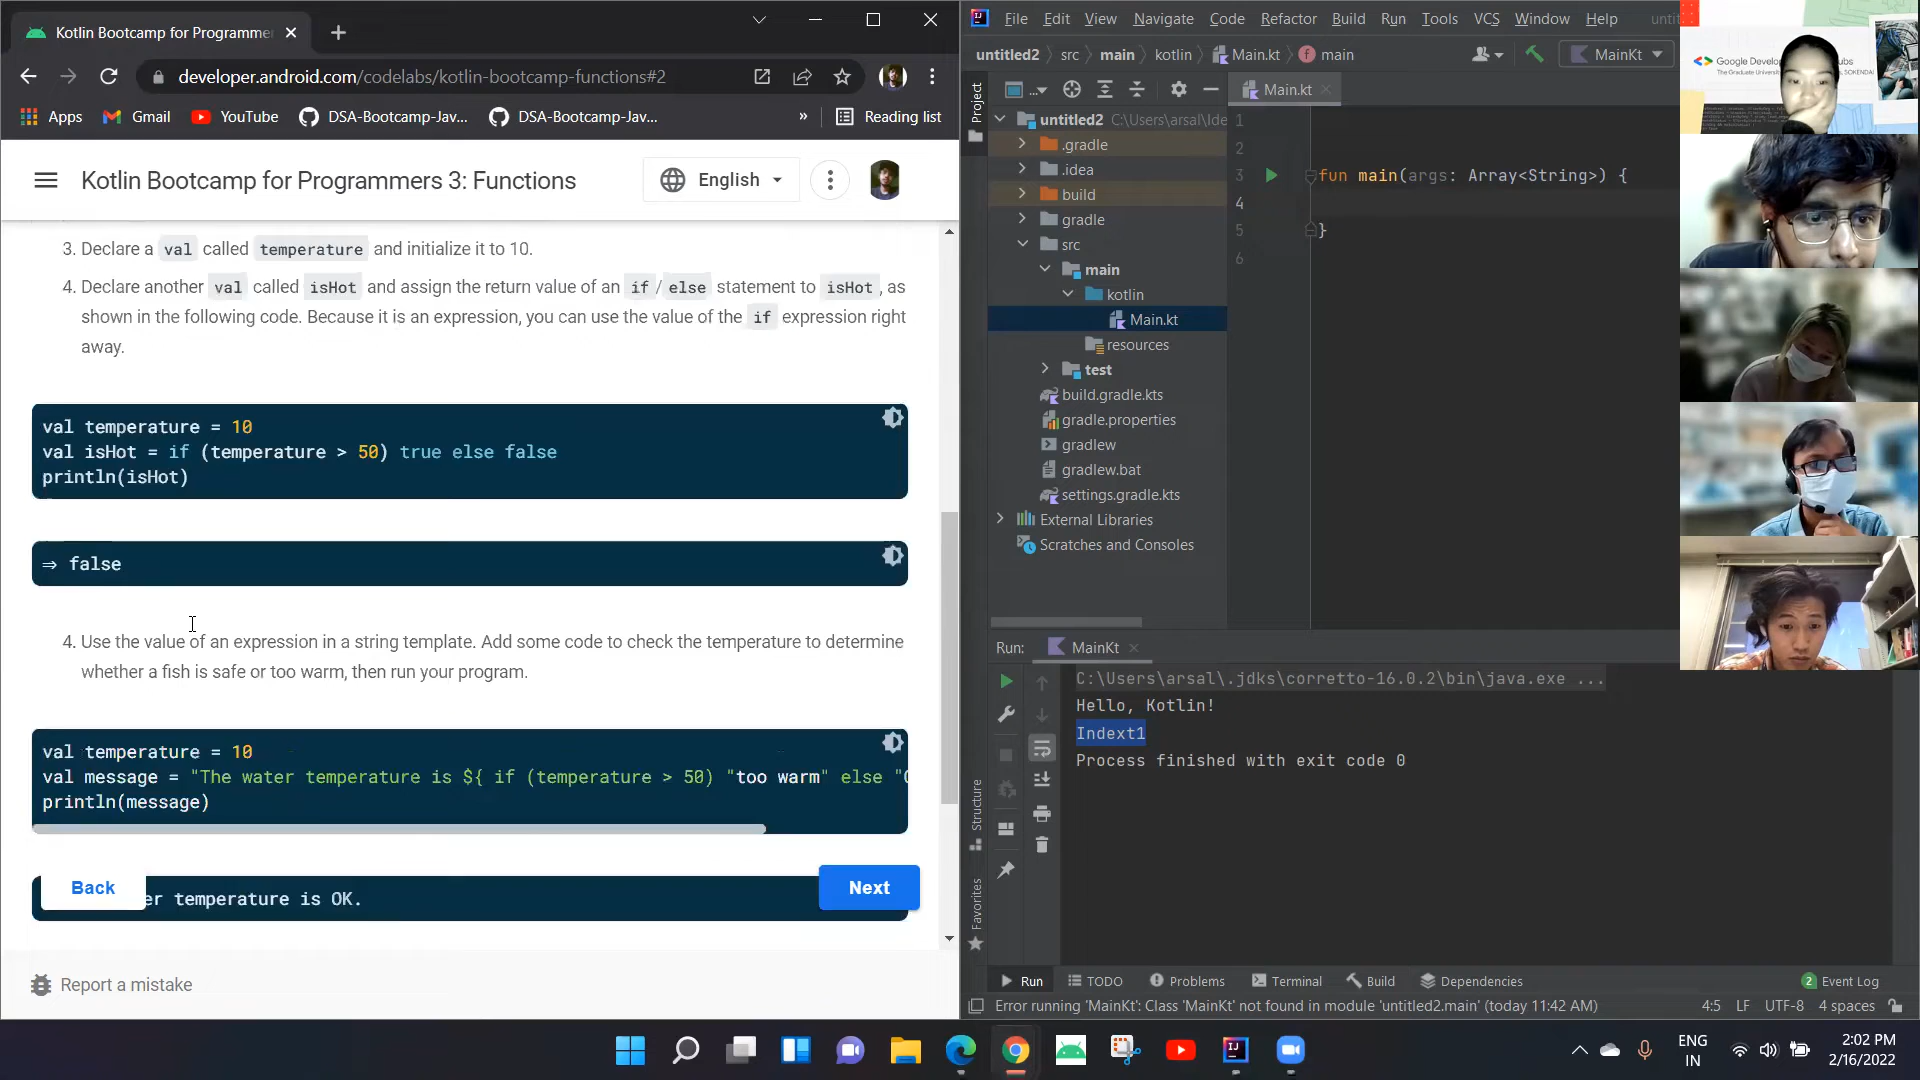 Kotlin Bootcamp for Programme
developer.android.com/codelabs/kotlin-bootcamp-functions#2
Apps
Gmail
YouTube
DSA-Bootcamp-Jav...
DSA-Bootcamp-Jav...
»
Reading list
Kotlin Bootcamp for Programmers 3: Functions
English
3. Declare a val called temperature and initialize it to 10.
4. Declare another val called isHot and assign the return value of an if / else statement to isHot, as
shown in the following code. Because it is an expression, you can use the value of the if expression right
away.
val temperature = 10
val isHot = if (temperature > 50) true else false
println(isHot)
⇒ false
4. Use the value of an expression in a string template. Add some code to check the temperature to determine
whether a fish is safe or too warm, then run your program.
val temperature = 10
val message = "The water temperature is ${ if (temperature > 50) "too warm" else "
println(message)
er temperature is OK.
Back
Next
Report a mistake
File Edit View Navigate Code Refactor Build Run Tools VCS Window Help
untitled2 src main kotlin Main.kt main
MainKt
Project
Main.kt
untitled2 C:\Users\arsal\Ide
.gradle
.idea
build
gradle
src
main
kotlin
Main.kt
resources
test
build.gradle.kts
gradle.properties
gradlew
gradlew.bat
settings.gradle.kts
External Libraries
Scratches and Consoles
1
2
3 fun main(args: Array<String>) {
4
5 }
6
Run: MainKt
C:\Users\arsal\.jdks\corretto-16.0.2\bin\java.exe ...
Hello, Kotlin!
Indext1
Process finished with exit code 0
Structure
Favorites
Run TODO Problems Terminal Build Dependencies
2 Event Log
Error running 'MainKt': Class 'MainKt' not found in module 'untitled2.main' (today 11:42 AM)
4:5 LF UTF-8 4 spaces
Google Develop
ubs
ENG
IN
2:02 PM
2/16/2022